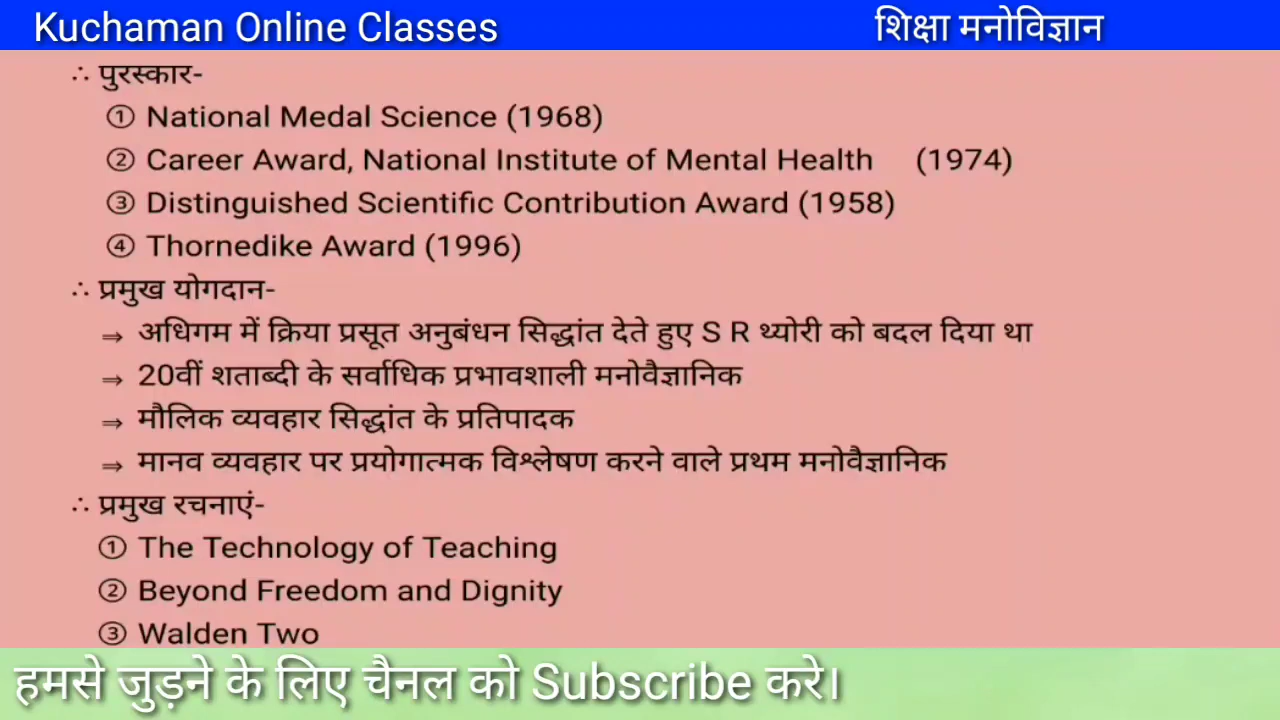 Kuchaman Online Classes शिक्षा मनोविज्ञान
∴ पुरस्कार-
① National Medal Science (1968)
② Career Award, National Institute of Mental Health (1974)
③ Distinguished Scientific Contribution Award (1958)
④ Thornedike Award (1996)
∴ प्रमुख योगदान-
⇒ अधिगम में क्रिया प्रसूत अनुबंधन सिद्धांत देते हुए S R थ्योरी को बदल दिया था
⇒ 20वीं शताब्दी के सर्वाधिक प्रभावशाली मनोवैज्ञानिक
⇒ मौलिक व्यवहार सिद्धांत के प्रतिपादक
⇒ मानव व्यवहार पर प्रयोगात्मक विश्लेषण करने वाले प्रथम मनोवैज्ञानिक
∴ प्रमुख रचनाएं-
① The Technology of Teaching
② Beyond Freedom and Dignity
③ Walden Two
हमसे जुड़ने के लिए चैनल को Subscribe करे।